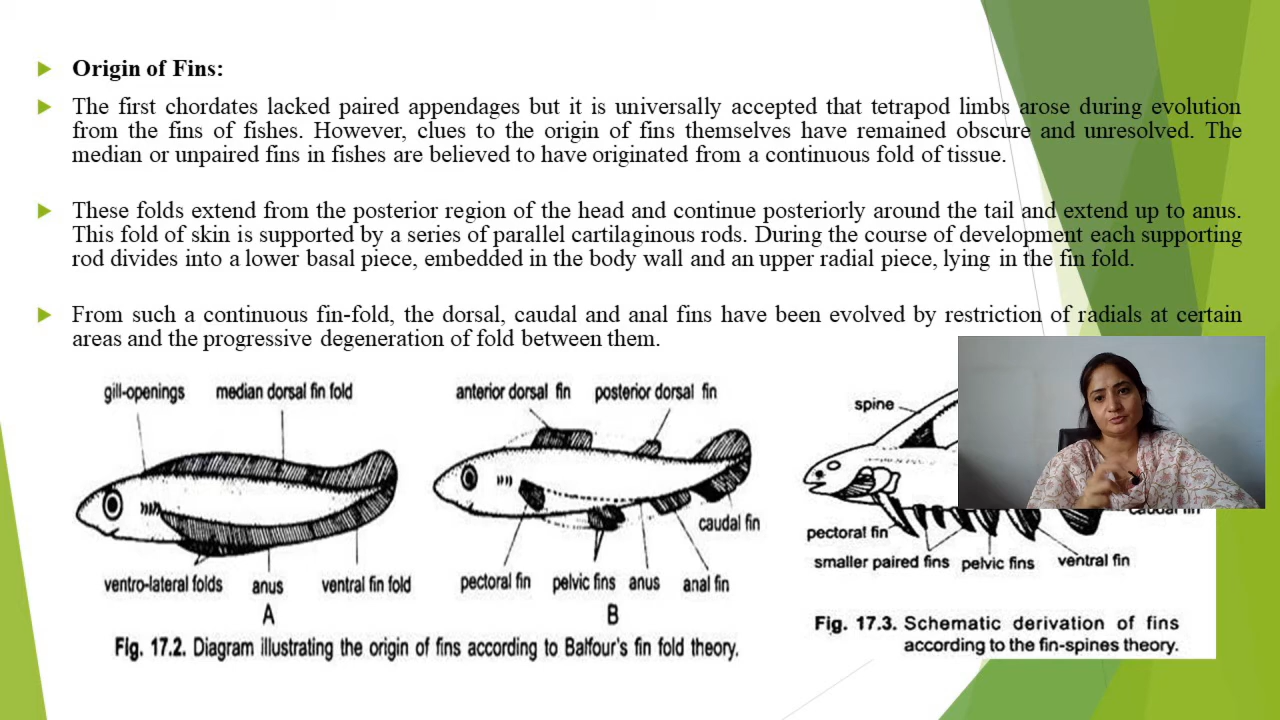 Origin of Fins:
The first chordates lacked paired appendages but it is universally accepted that tetrapod limbs arose during evolution
from the fins of fishes. However, clues to the origin of fins themselves have remained obscure and unresolved. The
median or unpaired fins in fishes are believed to have originated from a continuous fold of tissue.
These folds extend from the posterior region of the head and continue posteriorly around the tail and extend up to anus.
This fold of skin is supported by a series of parallel cartilaginous rods. During the course of development each supporting
rod divides into a lower basal piece, embedded in the body wall and an upper radial piece, lying in the fin fold.
From such a continuous fin-fold, the dorsal, caudal and anal fins have been evolved by restriction of radials at certain
areas and the progressive degeneration of fold between them.
gill-openings median dorsal fin fold
ventro-lateral folds anus ventral fin fold
A
anterior dorsal fin posterior dorsal fin
caudal fin
pectoral fin pelvic fins anus anal fin
B
Fig. 17.2. Diagram illustrating the origin of fins according to Balfour's fin fold theory.
spine
caudal fin
pectoral fin
smaller paired fins pelvic fins ventral fin
Fig. 17.3. Schematic derivation of fins
according to the fin-spines theory.